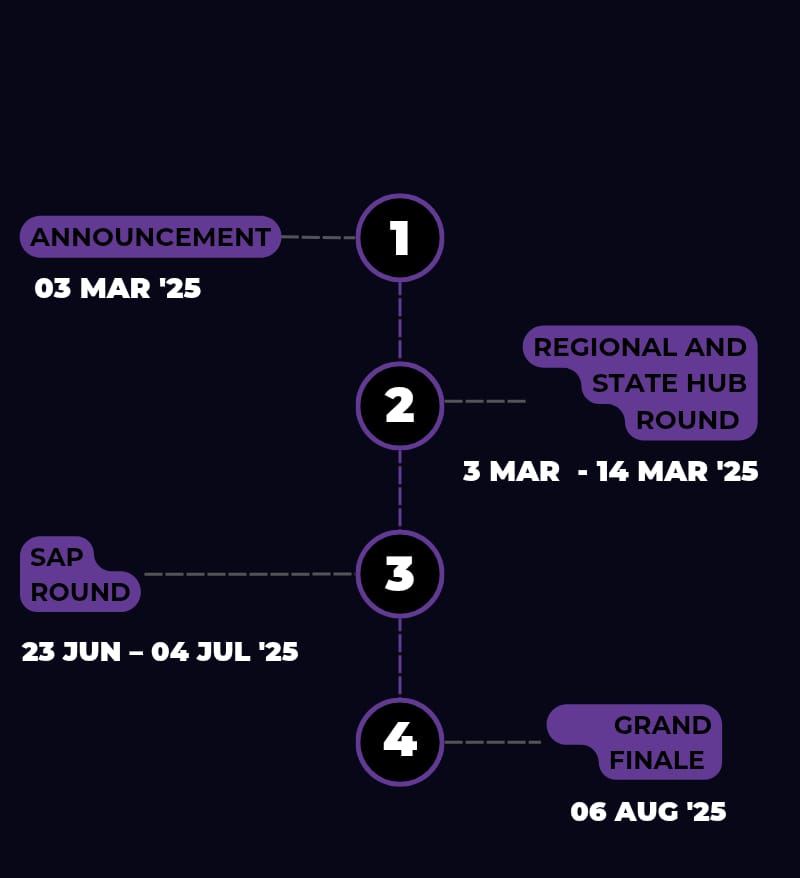 1
ANNOUNCEMENT
03 MAR '25
2
REGIONAL AND
STATE HUB
ROUND
3 MAR  - 14 MAR '25
3
SAP
ROUND
23 JUN – 04 JUL '25
4
GRAND
FINALE
06 AUG '25